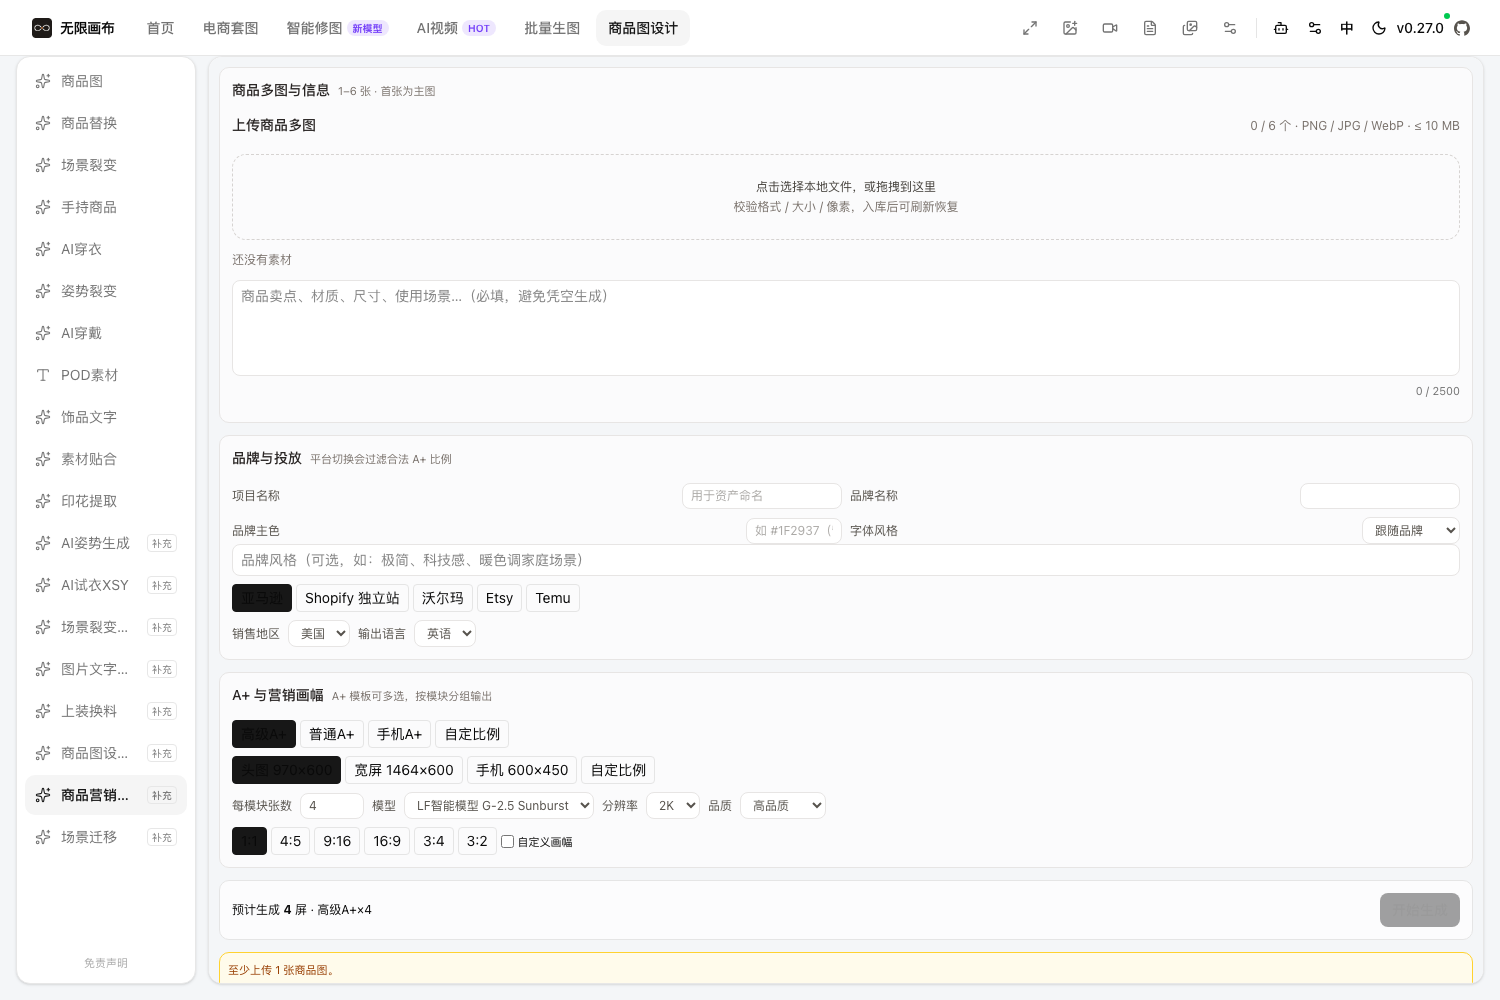 无限画布
首页
电商套图
智能修图 新模型
AI视频 HOT
批量生图
商品图设计
中
v0.27.0
商品图
商品替换
场景裂变
手持商品
AI穿衣
姿势裂变
AI穿戴
POD素材
饰品文字
素材贴合
印花提取
AI姿势生成 补充
AI试衣XSY 补充
场景裂变... 补充
图片文字... 补充
上装换料 补充
商品图设... 补充
商品营销... 补充
场景迁移 补充
免责声明
商品多图与信息 1–6 张 · 首张为主图
上传商品多图
0 / 6 个 · PNG / JPG / WebP · ≤ 10 MB
点击选择本地文件，或拖拽到这里
校验格式 / 大小 / 像素，入库后可刷新恢复
还没有素材
商品卖点、材质、尺寸、使用场景...（必填，避免凭空生成）
0 / 2500
品牌与投放 平台切换会过滤合法 A+ 比例
项目名称 用于资产命名 品牌名称
品牌主色 如 #1F2937（ 字体风格 跟随品牌
品牌风格（可选，如：极简、科技感、暖色调家庭场景）
亚马逊 Shopify 独立站 沃尔玛 Etsy Temu
销售地区 美国 输出语言 英语
A+ 与营销画幅 A+ 模板可多选，按模块分组输出
高级A+ 普通A+ 手机A+ 自定比例
头图 970×600 宽屏 1464×600 手机 600×450 自定比例
每模块张数 4 模型 LF智能模型 G-2.5 Sunburst 分辨率 2K 品质 高品质
1:1 4:5 9:16 16:9 3:4 3:2 自定义画幅
预计生成 4 屏 · 高级A+×4
至少上传 1 张商品图。